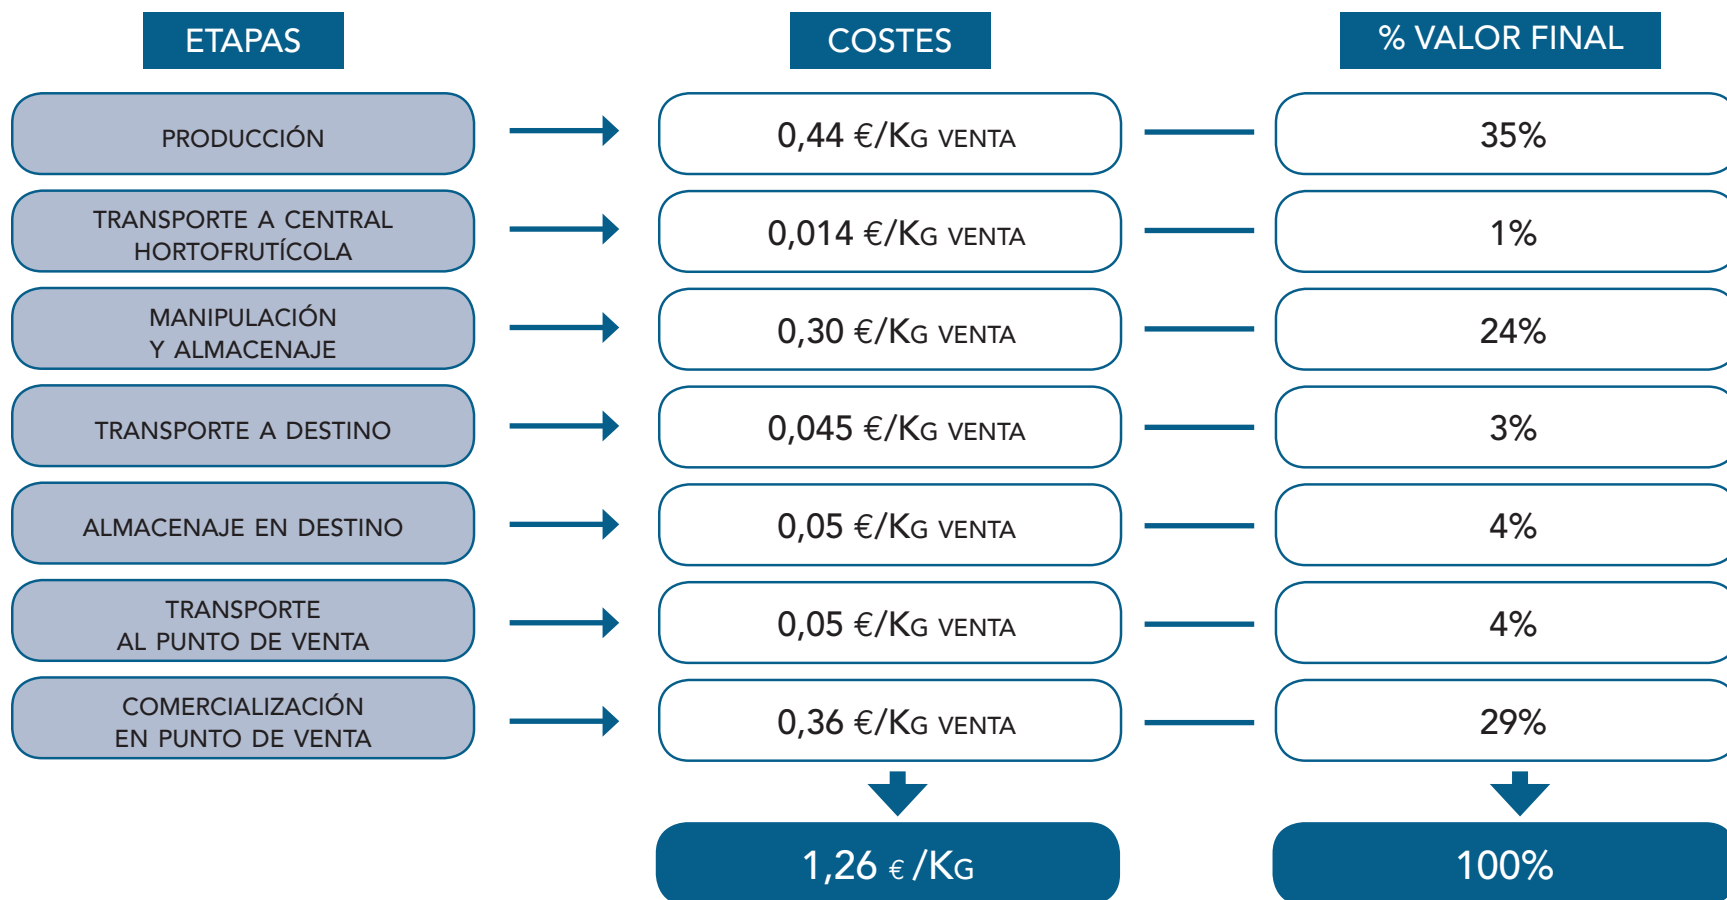 ETAPAS COSTES % VALOR FINAL
PRODUCCIÓN 0,44 €/KG VENTA 35%
TRANSPORTE A CENTRAL
HORTOFRUTÍCOLA 0,014 €/KG VENTA 1%
MANIPULACIÓN
Y ALMACENAJE 0,30 €/KG VENTA 24%
TRANSPORTE A DESTINO 0,045 €/KG VENTA 3%
ALMACENAJE EN DESTINO 0,05 €/KG VENTA 4%
TRANSPORTE
AL PUNTO DE VENTA 0,05 €/KG VENTA 4%
COMERCIALIZACIÓN
EN PUNTO DE VENTA 0,36 €/KG VENTA 29%
1,26 € /KG 100%